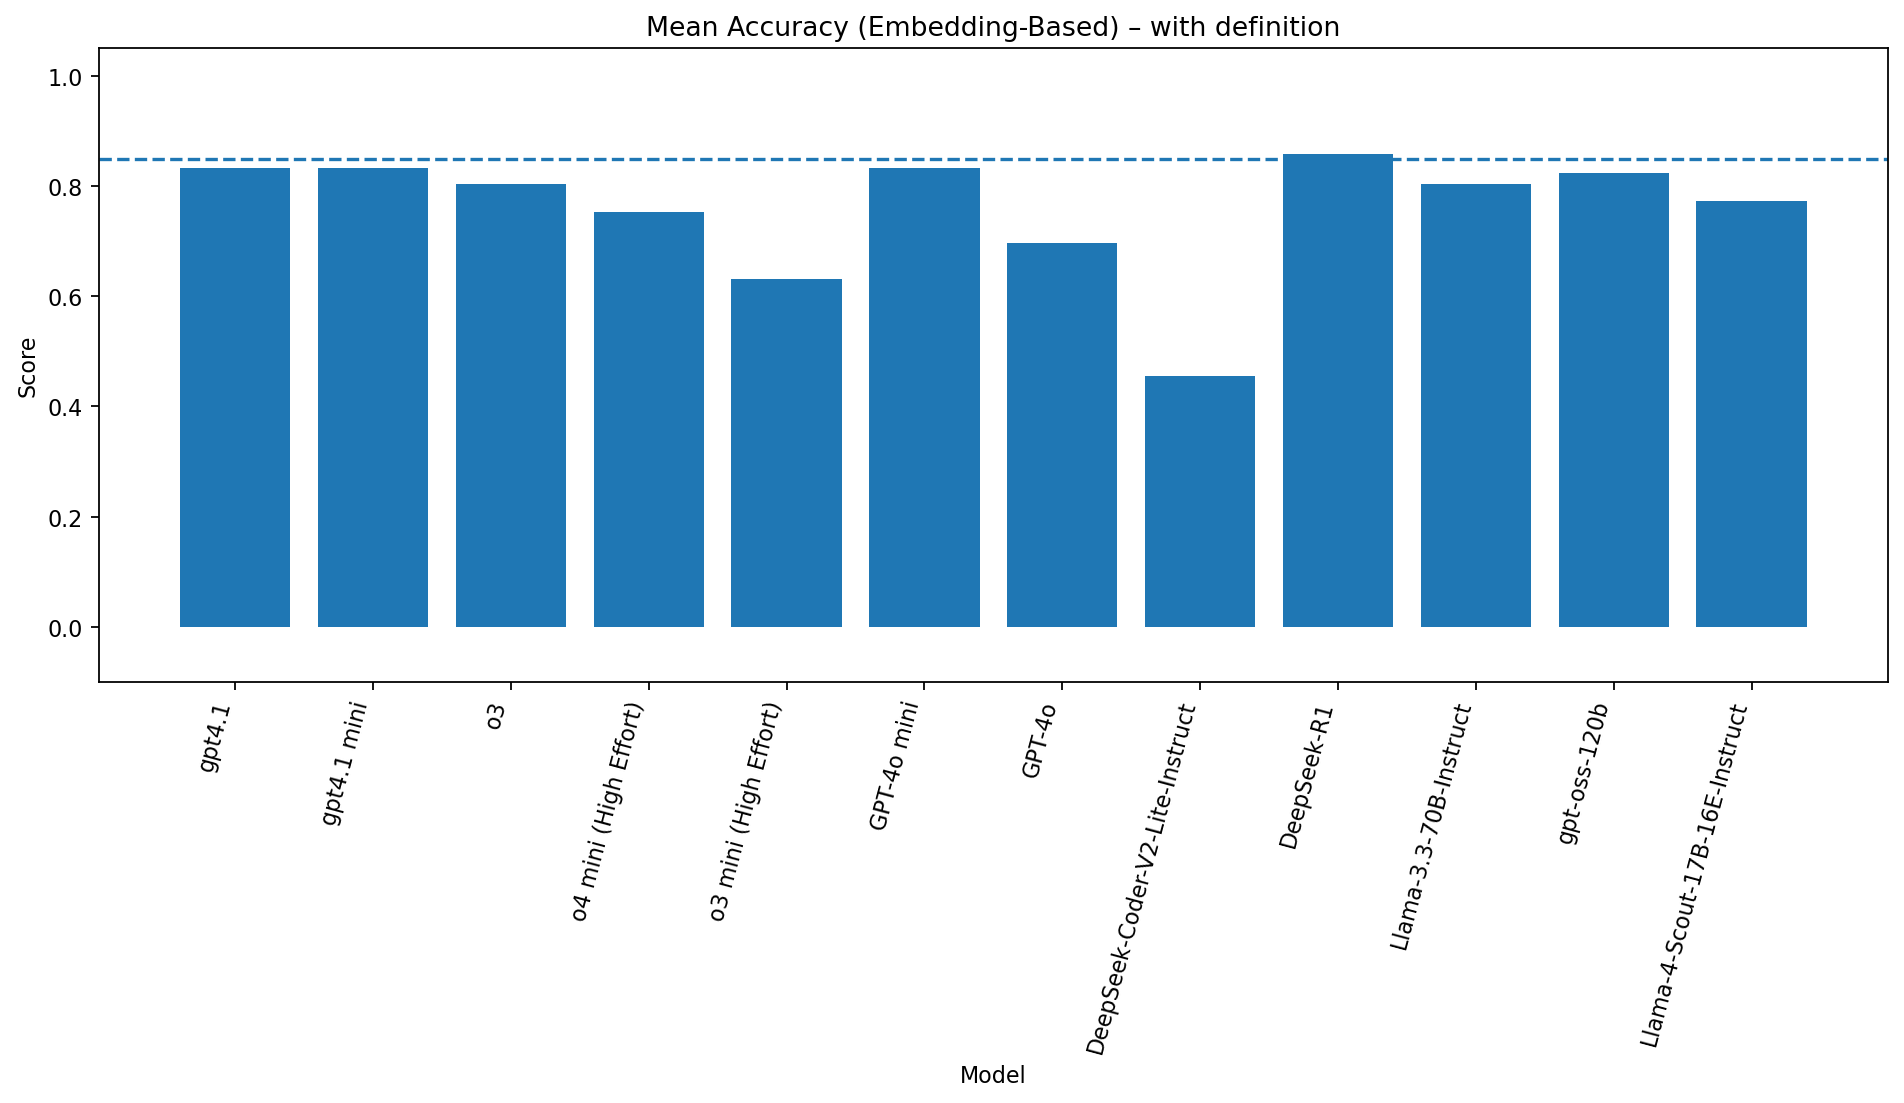 Mean Accuracy (Embedding-Based) – with definition
1.0
0.8
0.6
0.4
0.2
0.0
Score
gpt4.1
gpt4.1 mini
o3
o4 mini (High Effort)
o3 mini (High Effort)
GPT-4o mini
GPT-4o
DeepSeek-Coder-V2-Lite-Instruct
DeepSeek-R1
Llama-3.3-70B-Instruct
gpt-oss-120b
Llama-4-Scout-17B-16E-Instruct
Model